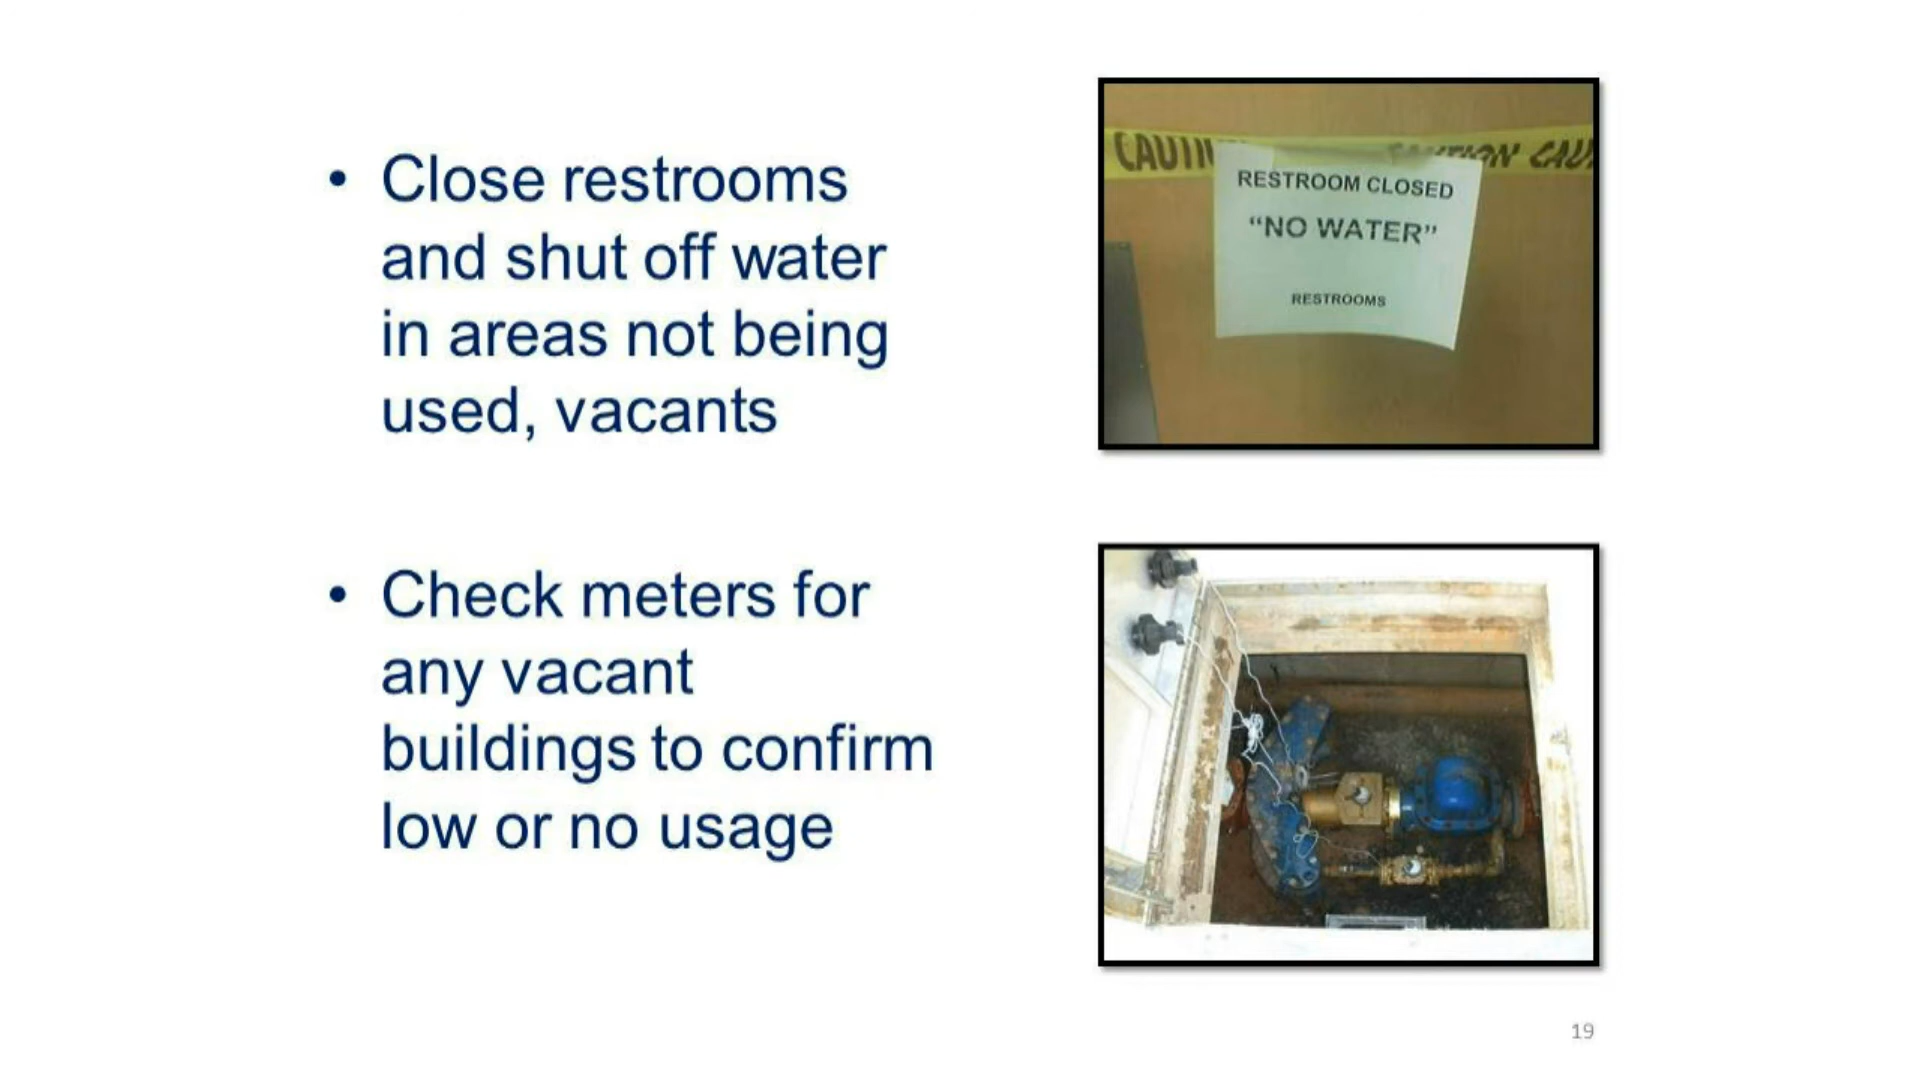 • Close restrooms
and shut off water
in areas not being
used, vacants
• Check meters for
any vacant
buildings to confirm
low or no usage
CAUTION CAU
RESTROOM CLOSED
“NO WATER”
RESTROOMS
19